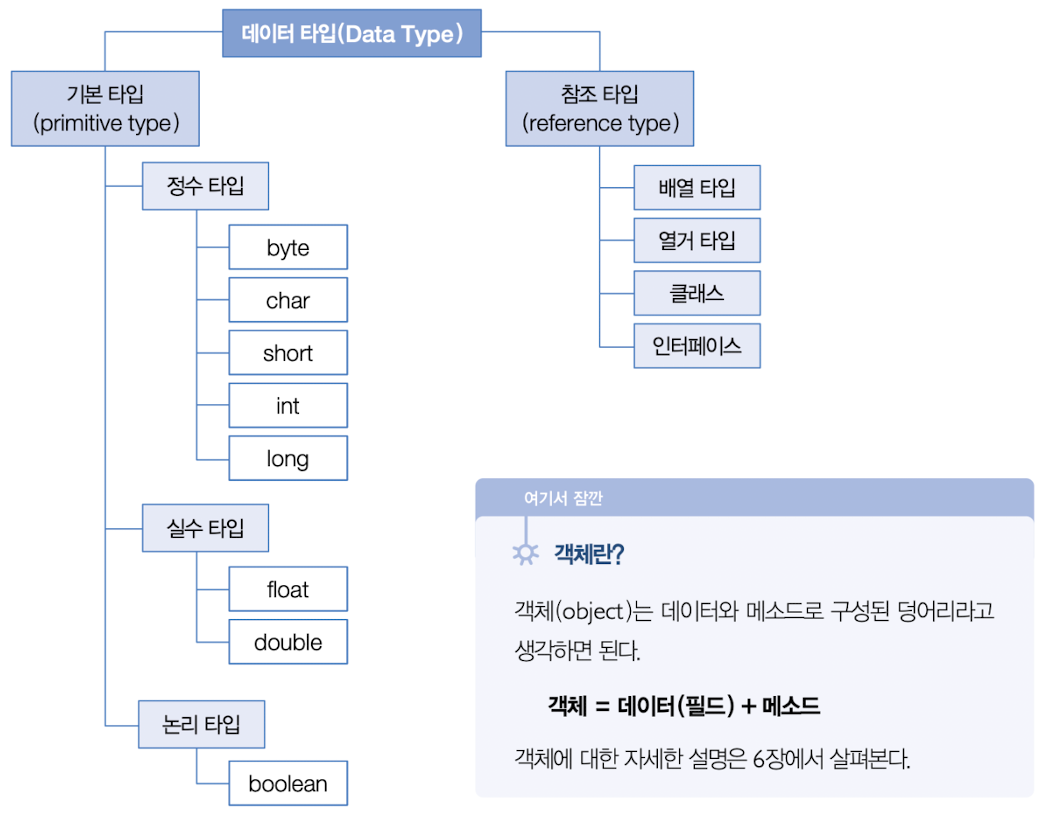 데이터 타입(Data Type)
기본 타입
(primitive type)
정수 타입
byte
char
short
int
long
실수 타입
float
double
논리 타입
boolean
참조 타입
(reference type)
배열 타입
열거 타입
클래스
인터페이스
여기서 잠깐
객체란?
객체(object)는 데이터와 메소드로 구성된 덩어리라고
생각하면 된다.
객체 = 데이터(필드) + 메소드
객체에 대한 자세한 설명은 6장에서 살펴본다.